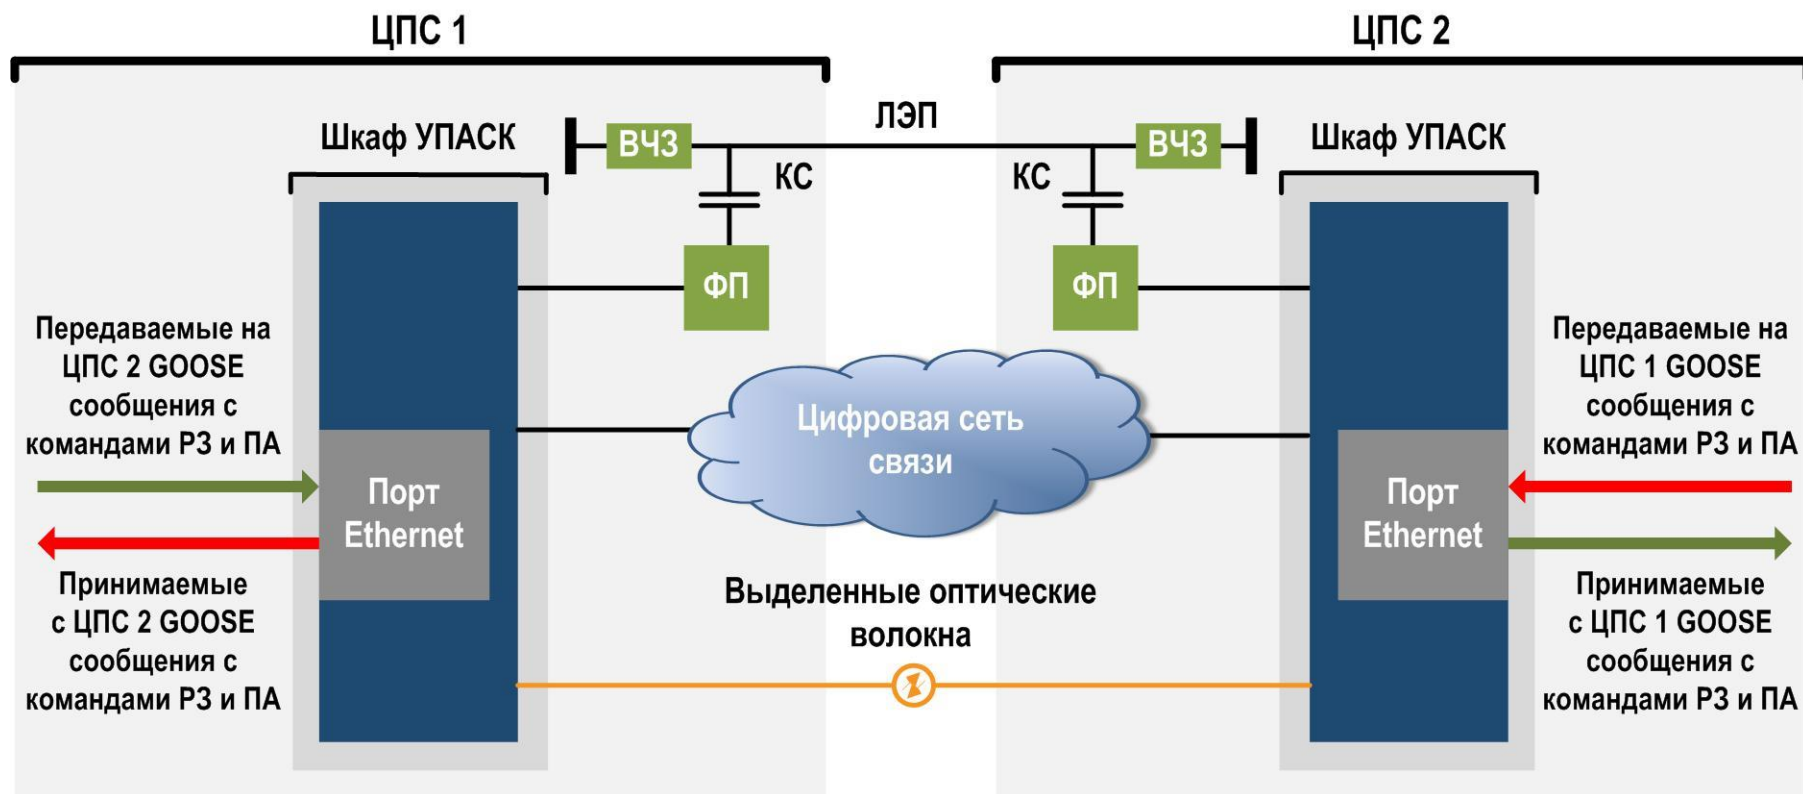 ЦПС 1
ЦПС 2
Шкаф УПАСК
ВЧЗ
ЛЭП
ВЧЗ
Шкаф УПАСК
КС
КС
ФП
ФП
Передаваемые на
ЦПС 2 GOOSE
сообщения с
командами РЗ и ПА
Цифровая сеть
связи
Передаваемые на
ЦПС 1 GOOSE
сообщения с
командами РЗ и ПА
Порт
Ethernet
Порт
Ethernet
Принимаемые
с ЦПС 2 GOOSE
сообщения с
командами РЗ и ПА
Выделенные оптические
волокна
Принимаемые
с ЦПС 1 GOOSE
сообщения с
командами РЗ и ПА